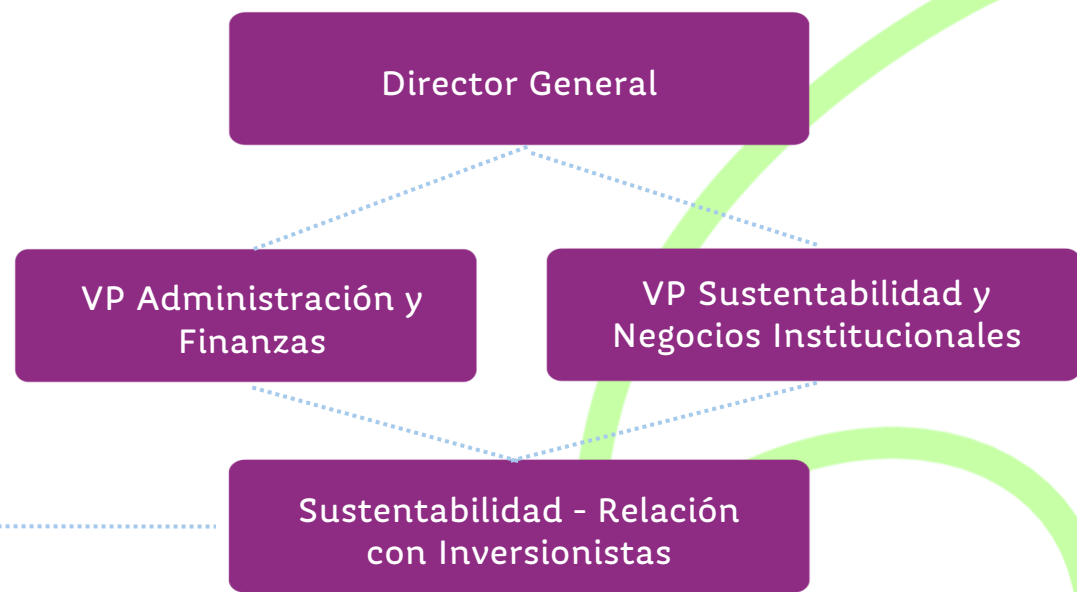 Director General
VP Administración y
Finanzas
VP Sustentabilidad y
Negocios Institucionales
Sustentabilidad - Relación
con Inversionistas